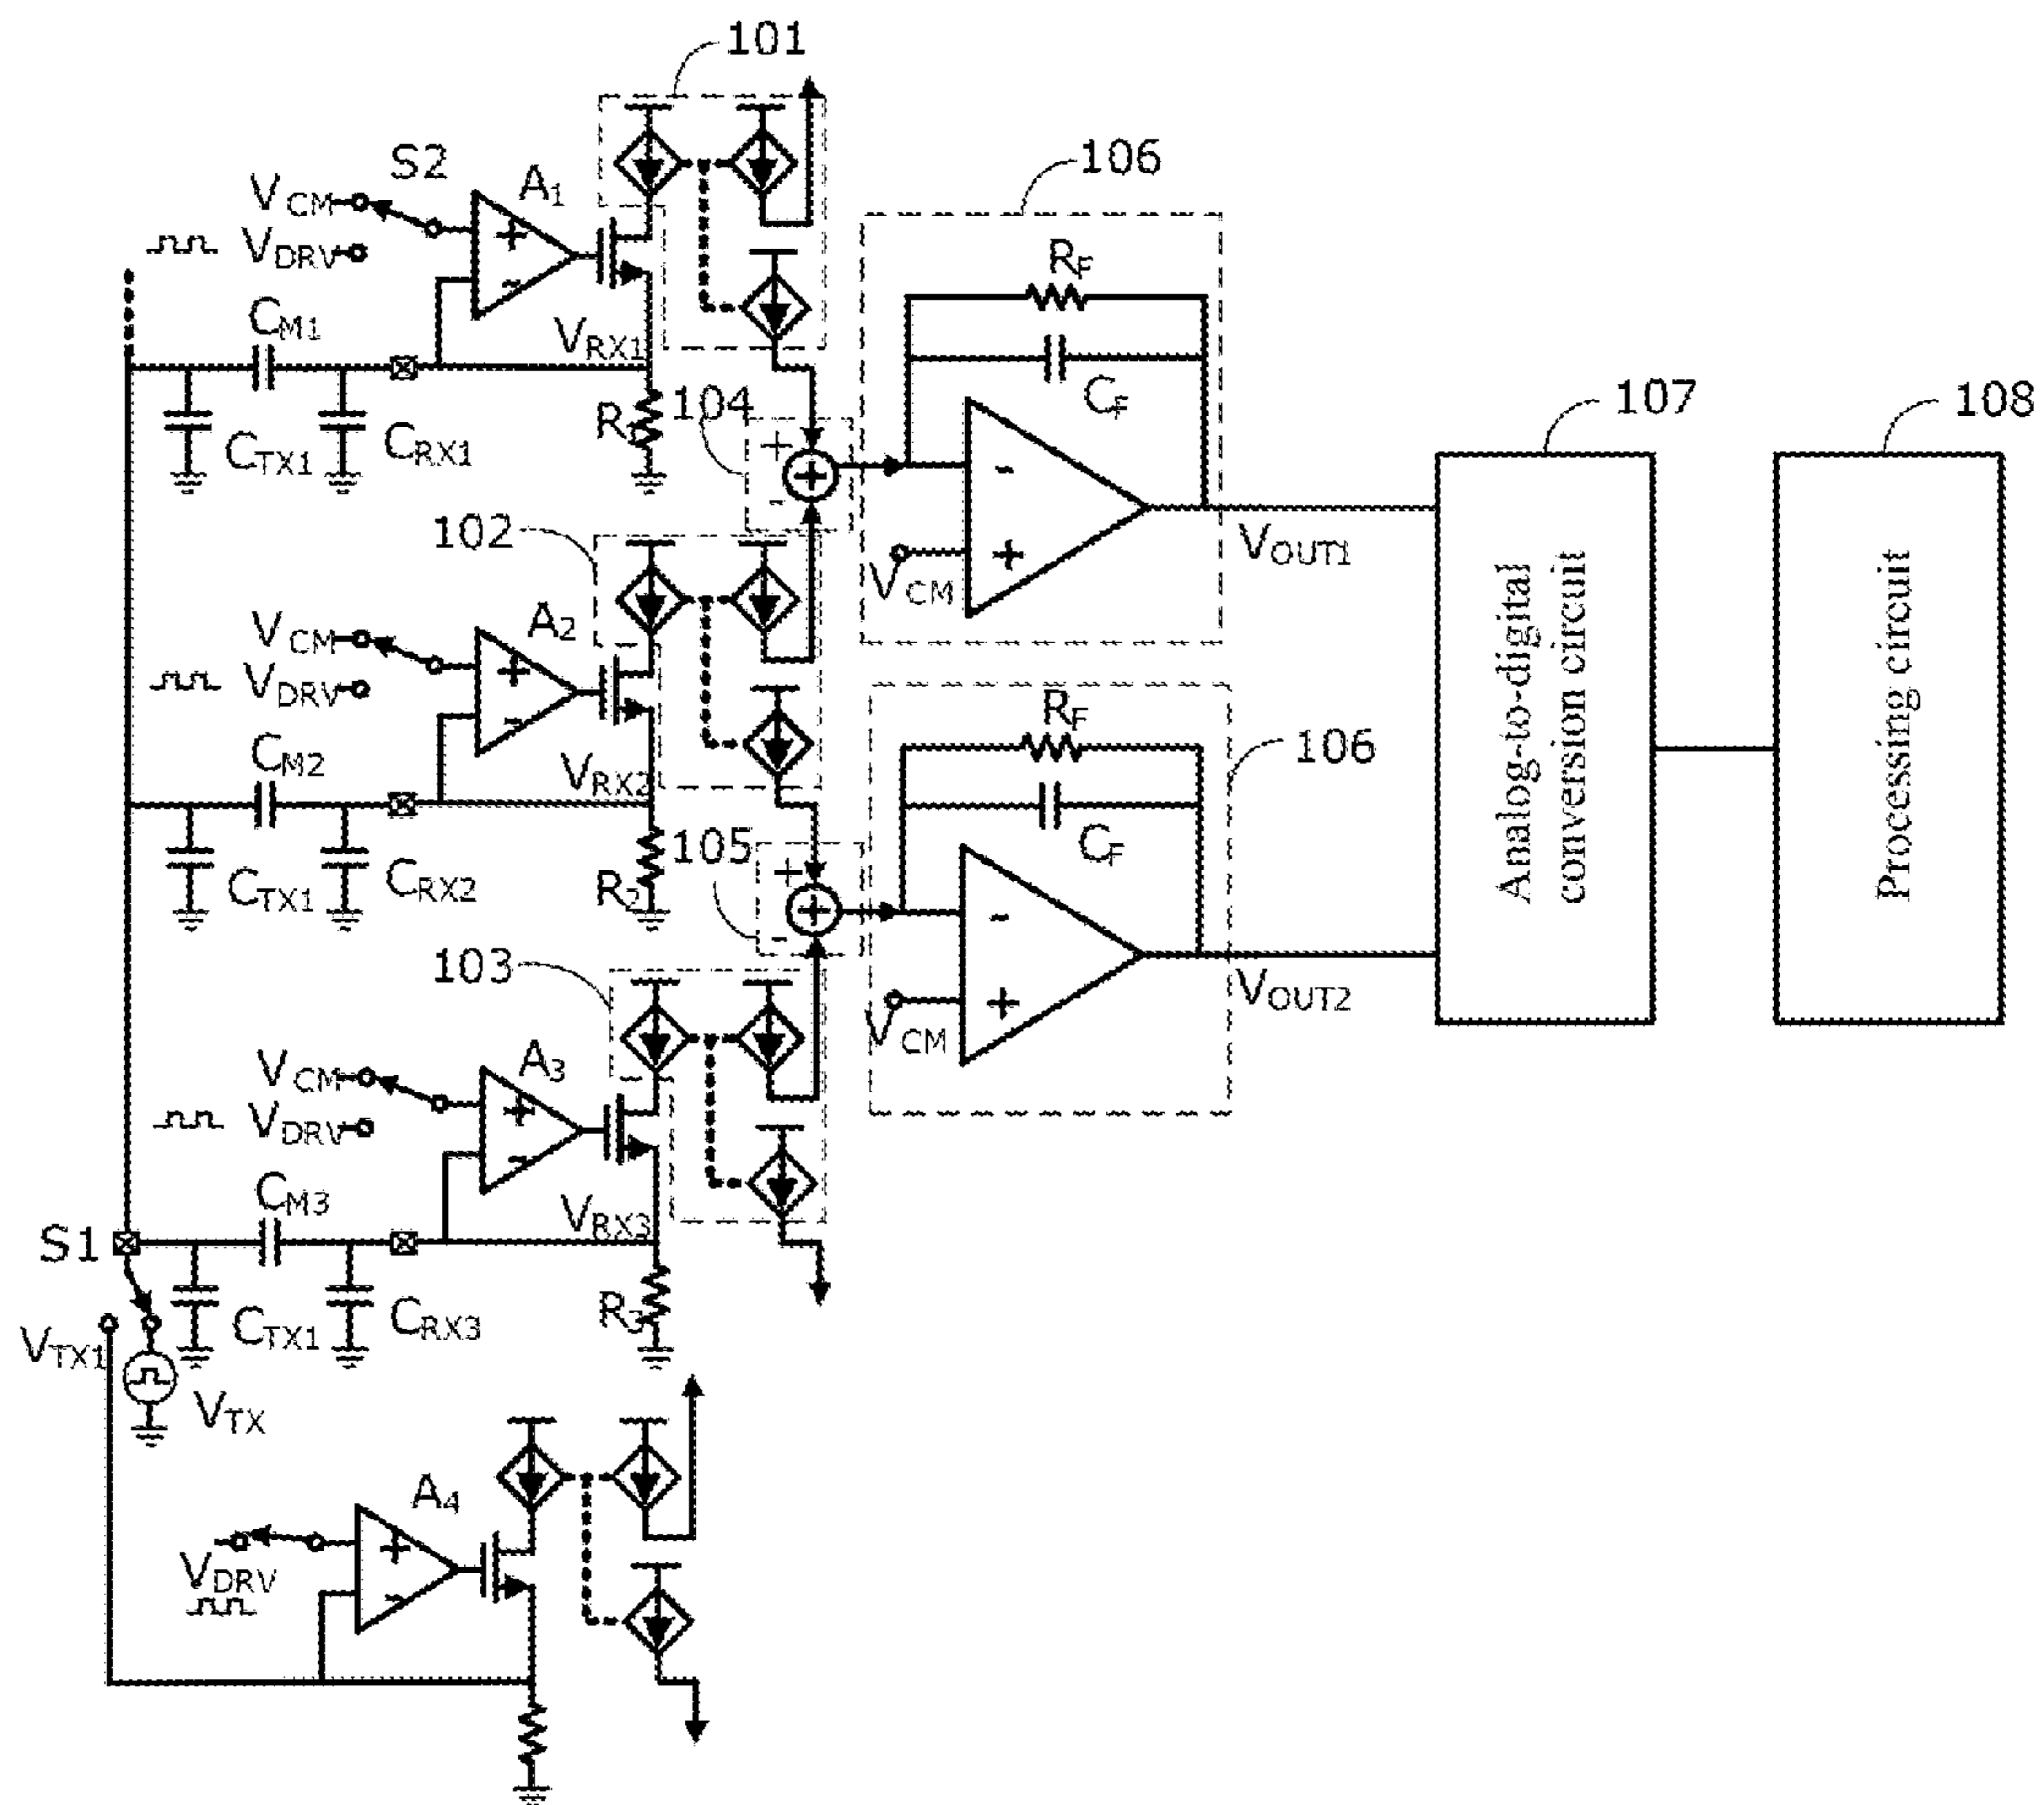 101
S2
A1
VCM
VDRV
106
RF
CF
CM1
VRX1
104
R1
CTX1
CRX1
+
-
+
-
VCM
VOUT1
107
108
Analog-to-digital conversion circuit
Processing circuit
102
A2
VCM
VDRV
CM2
VRX2
105
R2
CTX1
CRX2
+
-
RF
106
CF
-
+
VCM
VOUT2
103
A3
VCM
VDRV
CM3
VRX3
S1
R3
CTX1
CRX3
VTX1
VTX
A4
VDRV